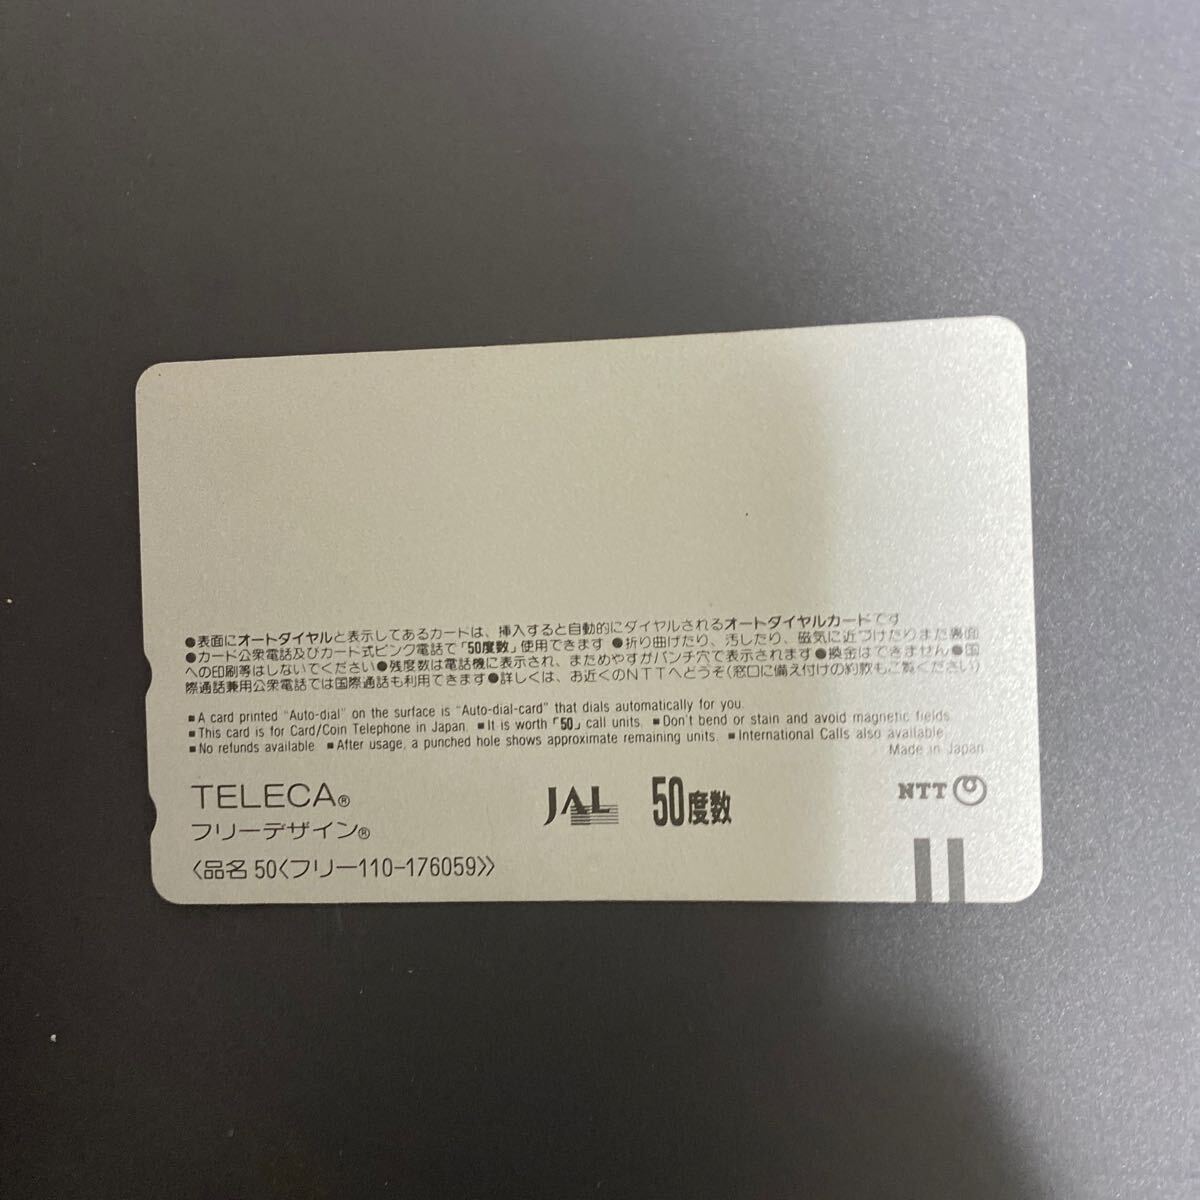 ●表面にオートダイヤルと表示してあるカードは、挿入すると自動的にダイヤルされるオートダイヤルカードです
●カード公衆電話及びカード式ピンク電話で「50度数」使用できます ●折り曲げたり、汚したり、磁気に近づけたりまた裏面
への印刷等はしないでください ●残度数は電話機に表示され、まためやすがパンチ穴で表示されます ●換金はできません ●国
際通話兼用公衆電話では国際通話も利用できます ●詳しくは、お近くのNTTへどうぞ(窓口に備え付けの約款もご覧ください)
■A card printed "Auto-dial" on the surface is "Auto-dial-card" that dials automatically for you.
■This card is for Card/Coin Telephone in Japan. ■It is worth「50」call units. ■Don't bend or stain and avoid magnetic fields.
■No refunds available. ■After usage, a punched hole shows approximate remaining units. ■International Calls also available.
Made in Japan
TELECA®
フリーデザイン®
〈品名 50〈フリー110-176059〉〉
JAL
50度数
NTT